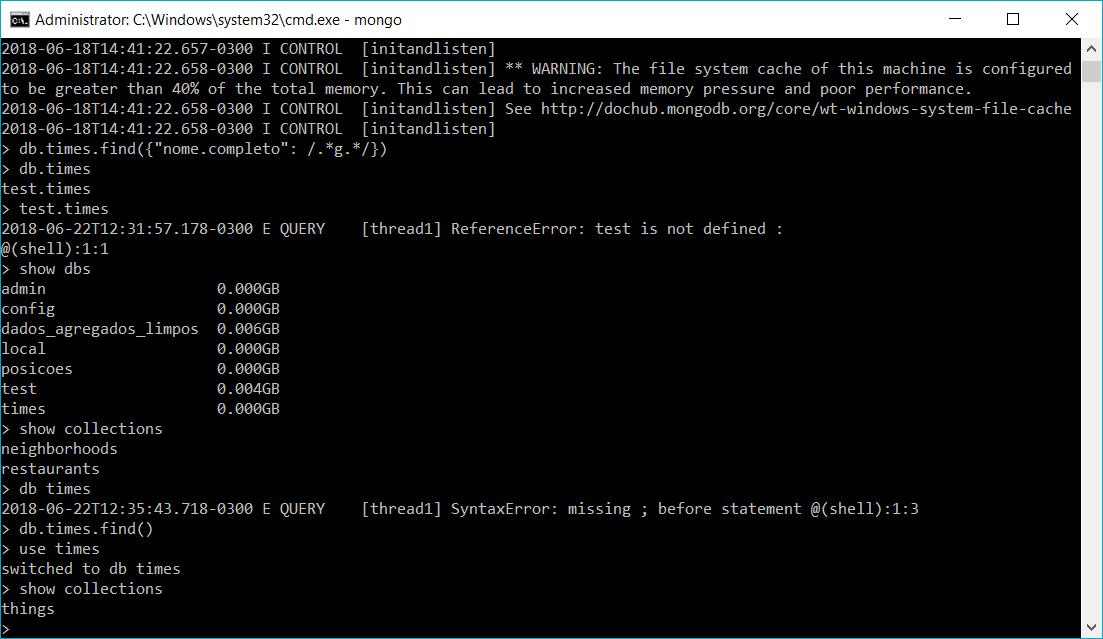 Administrator: C:\Windows\system32\cmd.exe - mongo
2018-06-18T14:41:22.657-0300 I CONTROL  [initandlisten]
2018-06-18T14:41:22.658-0300 I CONTROL  [initandlisten] ** WARNING: The file system cache of this machine is configured
to be greater than 40% of the total memory. This can lead to increased memory pressure and poor performance.
2018-06-18T14:41:22.658-0300 I CONTROL  [initandlisten] See http://dochub.mongodb.org/core/wt-windows-system-file-cache
2018-06-18T14:41:22.658-0300 I CONTROL  [initandlisten]
> db.times.find({"nome.completo": /.*g.*/})
> db.times
test.times
> test.times
2018-06-22T12:31:57.178-0300 E QUERY    [thread1] ReferenceError: test is not defined :
@(shell):1:1
> show dbs
admin                   0.000GB
config                  0.000GB
dados_agregados_limpos  0.006GB
local                   0.000GB
posicoes                0.000GB
test                    0.004GB
times                   0.000GB
> show collections
neighborhoods
restaurants
> db times
2018-06-22T12:35:43.718-0300 E QUERY    [thread1] SyntaxError: missing ; before statement @(shell):1:3
> db.times.find()
> use times
switched to db times
> show collections
things
>